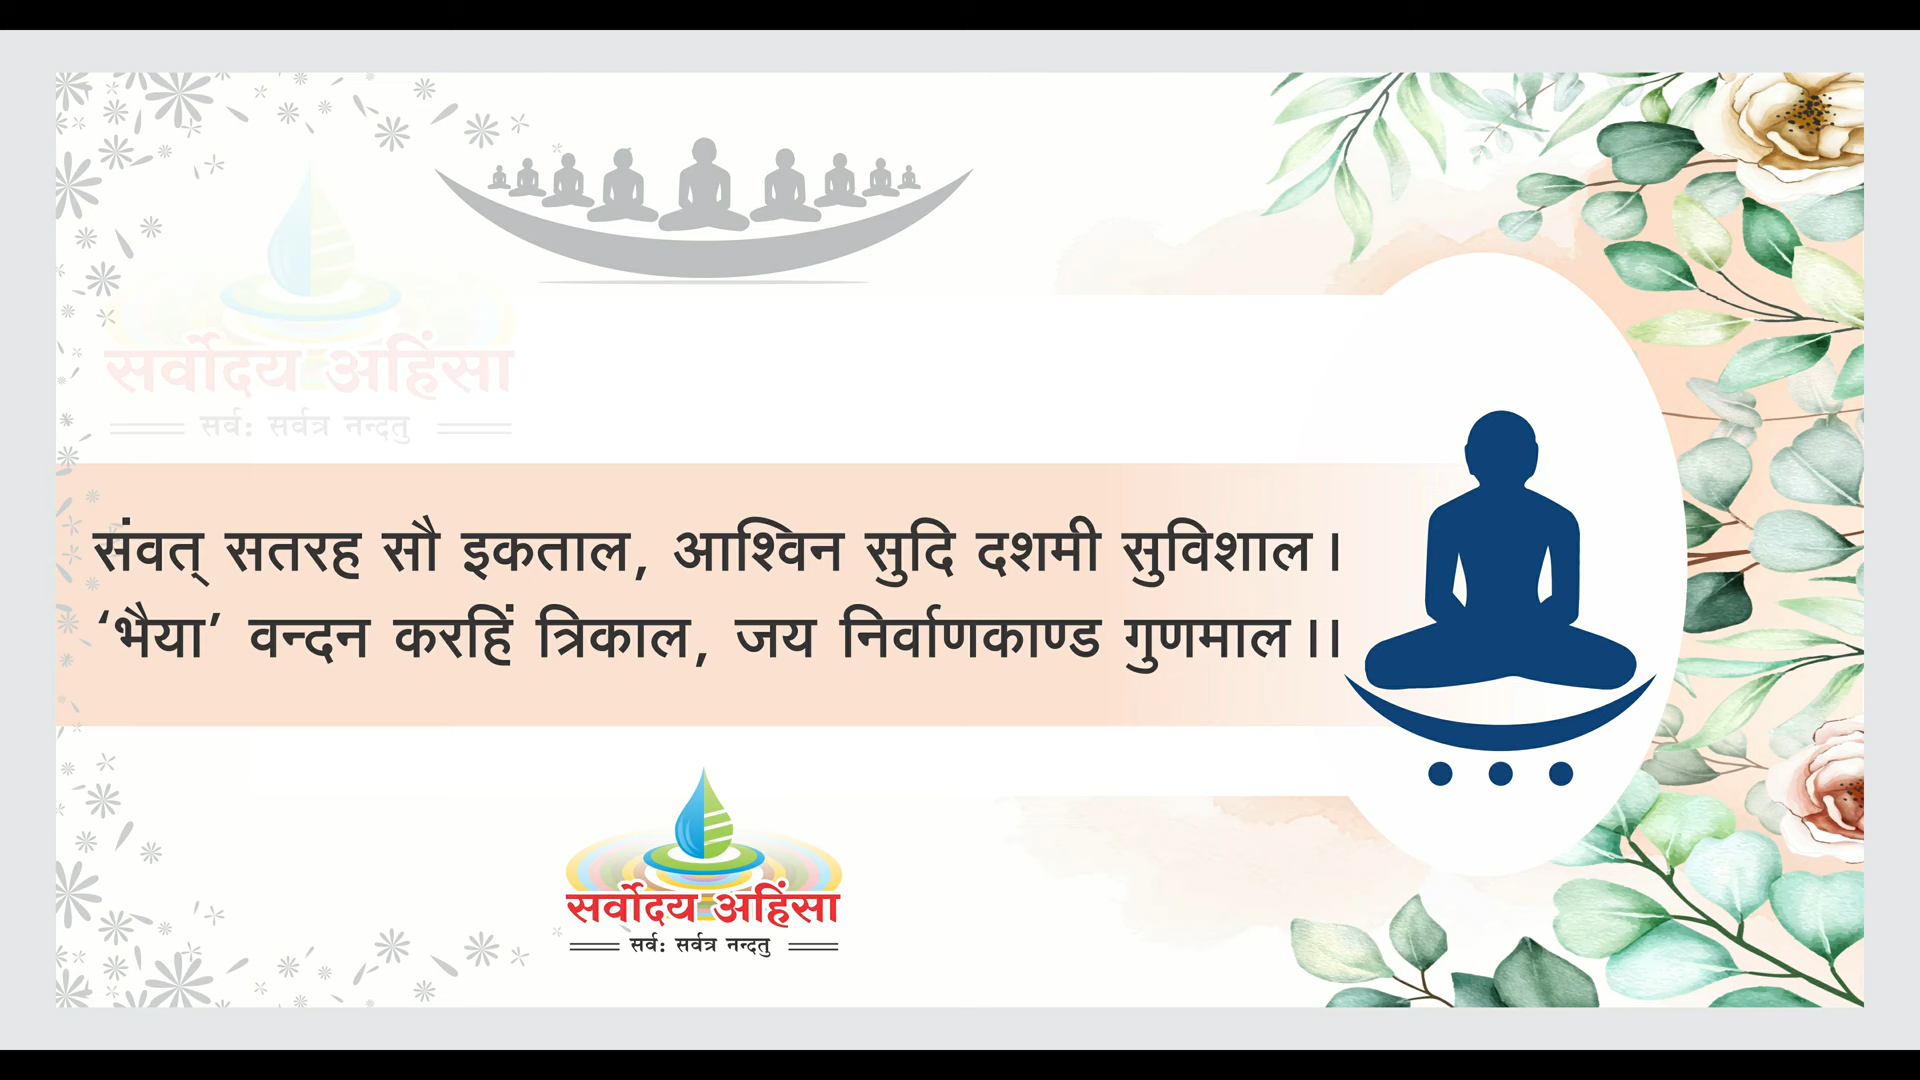 सर्वोदय अहिंसा
सर्व: सर्वत्र नन्दतु
संवत् सतरह सौ इकताल, आश्विन सुदि दशमी सुविशाल।
‘भैया’ वन्दन करहिं त्रिकाल, जय निर्वाणकाण्ड गुणमाल।।
सर्वोदय अहिंसा
सर्व: सर्वत्र नन्दतु